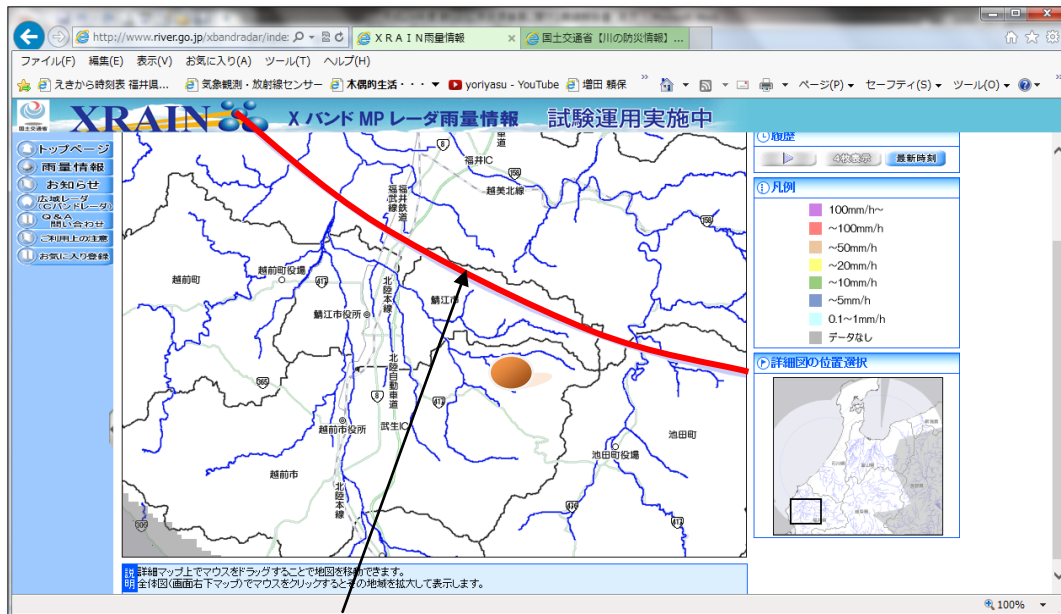 http://www.river.go.jp/xbandradar/inde:
ＸＲＡＩＮ雨量情報
国土交通省【川の防災情報】...
ファイル(F) 編集(E) 表示(V) お気に入り(A) ツール(T) ヘルプ(H)
えきから時刻表 福井県...
気象観測・放射線センサー
木偶的生活・・・
yoriyasu - YouTube
増田 頼保
ページ(P)
セーフティ(S)
ツール(O)
国土交通省
XRAIN
X バンド MP レーダ雨量情報
試験運用実施中
トップページ
雨量情報
お知らせ
広域レーダ
(Cバンドレーダ)
Q&A
問い合わせ
ご利用上の注意
お気に入り登録
8
福井IC
158
越美北線
福武線
福井鉄道
158
越前町
越前町役場
417
鯖江市
北陸本線
鯖江市役所
365
北陸自動車道
8
417
越前市役所
武生IC
池田町
池田町役場
越前市
北陸本線
476
417
305
履歴
4枚表示
最新時刻
凡例
100mm/h～
～100mm/h
～50mm/h
～20mm/h
～10mm/h
～5mm/h
0.1～1mm/h
データなし
詳細図の位置選択
説明
詳細マップ上でマウスをドラッグすることで地図を移動できます。
全体図(画面右下マップ)でマウスをクリックするとその地域を拡大して表示します。
100%